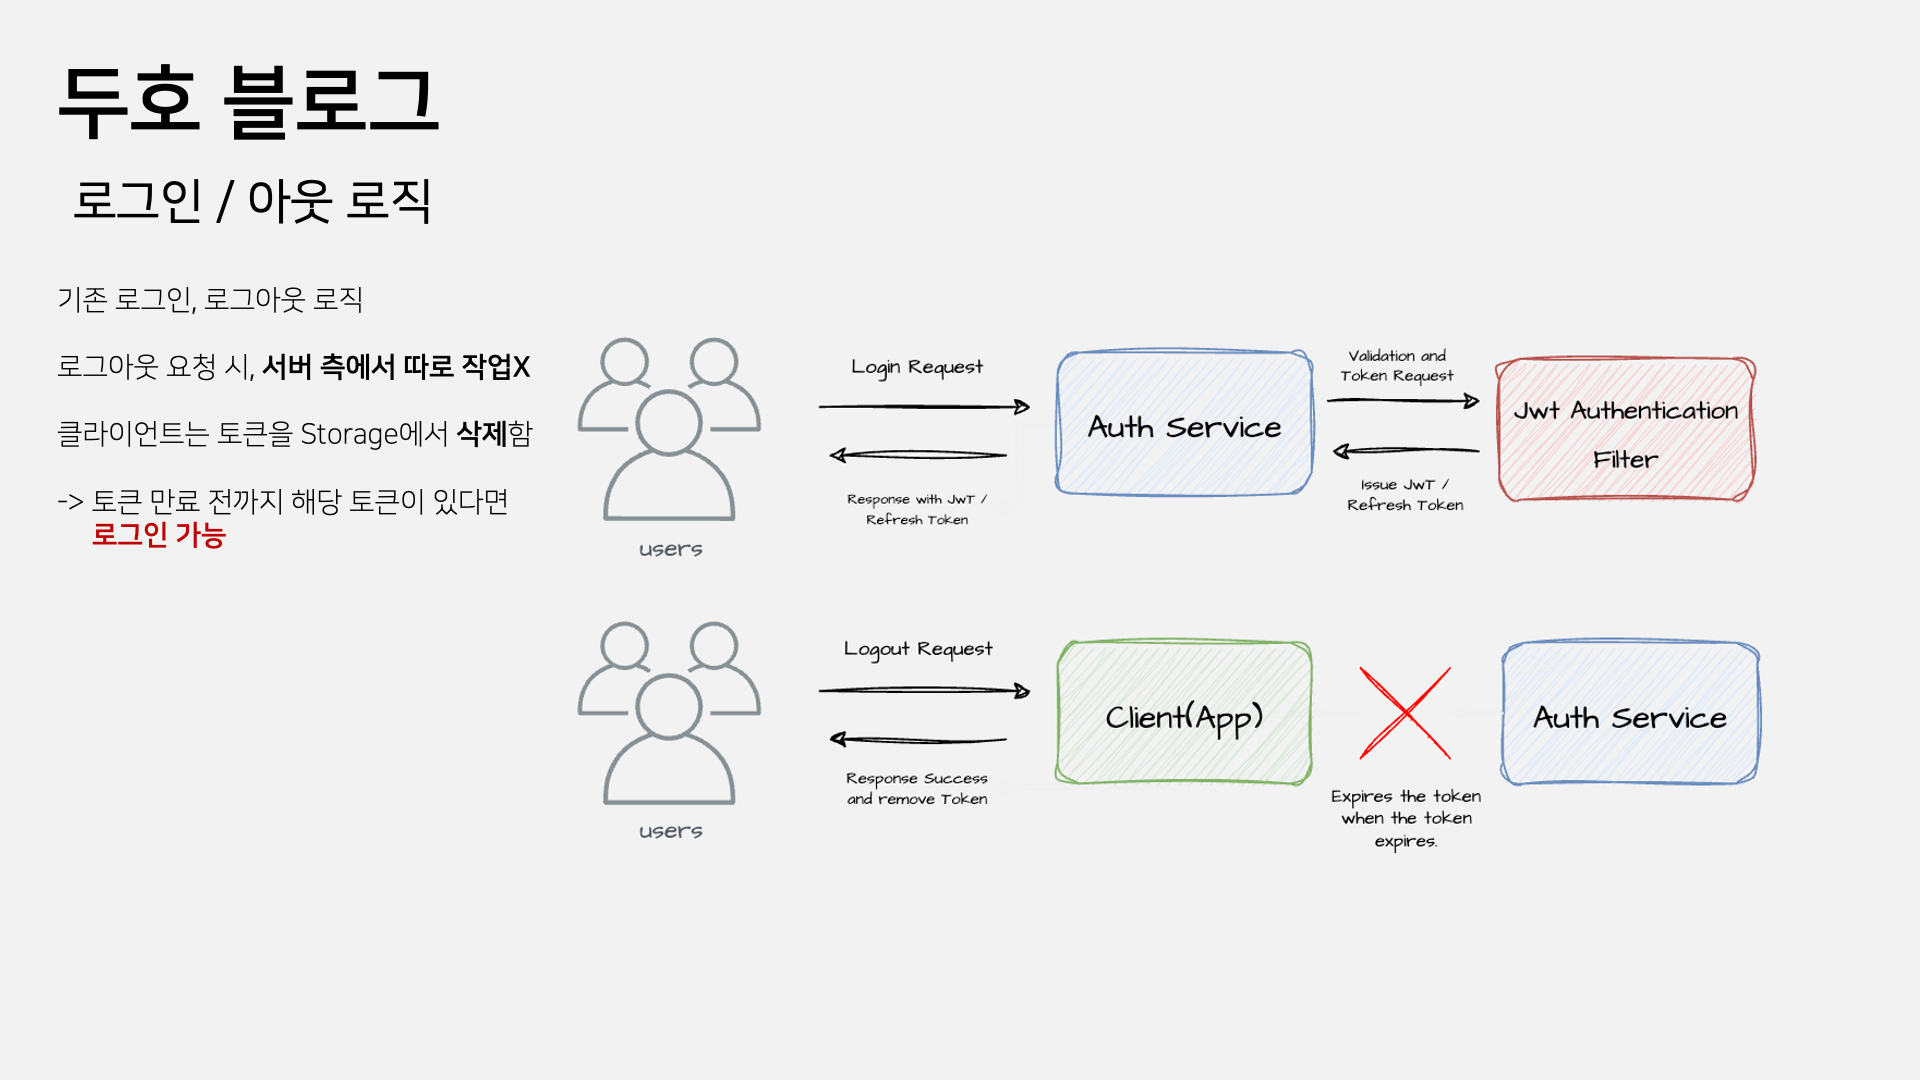 두호 블로그
로그인 / 아웃 로직
기존 로그인, 로그아웃 로직
로그아웃 요청 시, 서버 측에서 따로 작업X
클라이언트는 토큰을 Storage에서 삭제함
-> 토큰 만료 전까지 해당 토큰이 있다면
로그인 가능
users
Login Request
Response with JWT /
Refresh Token
Auth Service
Validation and
Token Request
Issue JWT /
Refresh Token
Jwt Authentication
Filter
users
Logout Request
Response Success
and remove Token
Client(App)
Expires the token
when the token
expires.
Auth Service